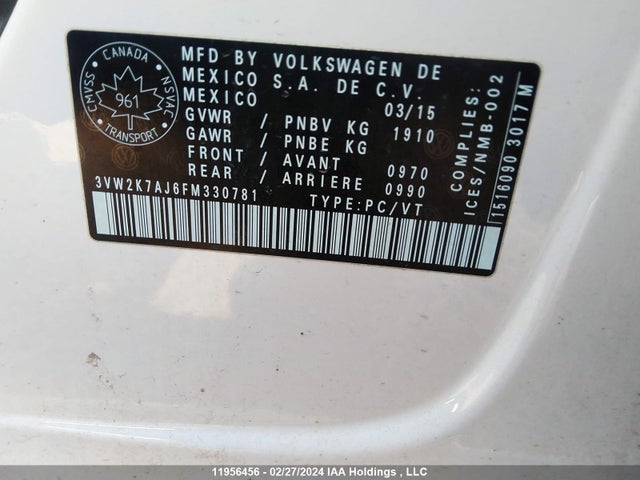 CANADA
CMVSS
NSVAC
961
TRANSPORT
MFD BY VOLKSWAGEN DE
MEXICO S. A. DE C. V.
MEXICO 03/15
GVWR / PNBV KG 1910
GAWR / PNBE KG
FRONT / AVANT 0970
REAR / ARRIERE 0990
3VW2K7AJ6FM330781 TYPE:PC/VT
COMPLIES:
ICES/NMB-002
1516090 3017 M
11956456 - 02/27/2024 IAA Holdings , LLC